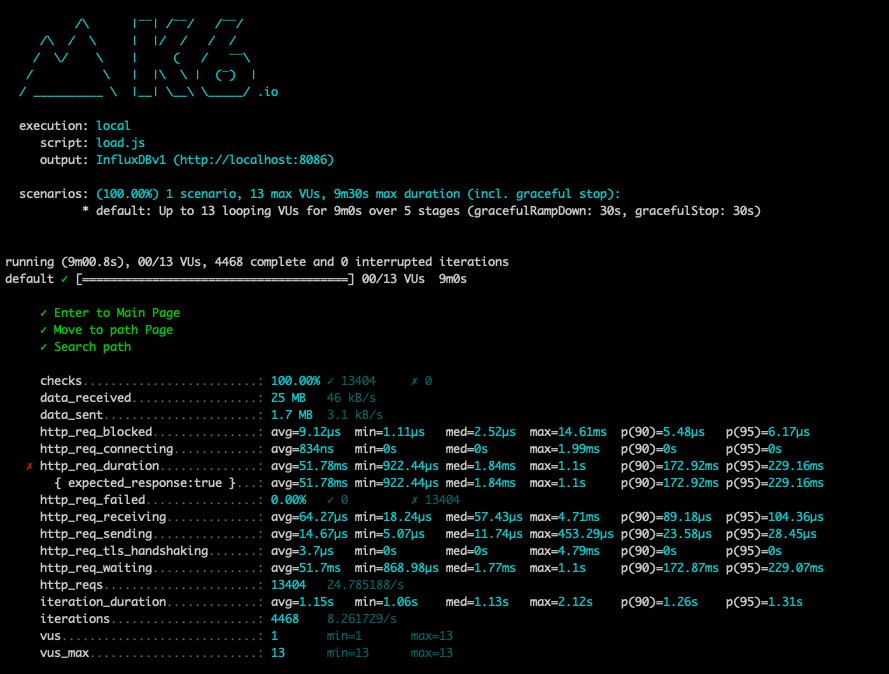 /\      |‾‾| /‾‾/   /‾‾/
/\  /  \     |  |/  /   /  /
/  \/    \    |     (   /   ‾‾\
/          \   |  |\  \ |  (‾)  |
/ __________ \  |__| \__\ \_____/ .io
execution: local
script: load.js
output: InfluxDBv1 (http://localhost:8086)
scenarios: (100.00%) 1 scenario, 13 max VUs, 9m30s max duration (incl. graceful stop):
* default: Up to 13 looping VUs for 9m0s over 5 stages (gracefulRampDown: 30s, gracefulStop: 30s)
running (9m00.8s), 00/13 VUs, 4468 complete and 0 interrupted iterations
default ✓ [======================================] 00/13 VUs  9m0s
✓ Enter to Main Page
✓ Move to path Page
✓ Search path
checks.........................: 100.00% ✓ 13404     ✗ 0
data_received..................: 25 MB   46 kB/s
data_sent......................: 1.7 MB  3.1 kB/s
http_req_blocked...............: avg=9.12µs  min=1.11µs   med=2.52µs  max=14.61ms  p(90)=5.48µs   p(95)=6.17µs
http_req_connecting............: avg=834ns   min=0s       med=0s      max=1.99ms   p(90)=0s       p(95)=0s
✗ http_req_duration..............: avg=51.78ms min=922.44µs med=1.84ms  max=1.1s     p(90)=172.92ms p(95)=229.16ms
{ expected_response:true }...: avg=51.78ms min=922.44µs med=1.84ms  max=1.1s     p(90)=172.92ms p(95)=229.16ms
http_req_failed................: 0.00%   ✓ 0         ✗ 13404
http_req_receiving.............: avg=64.27µs min=18.24µs  med=57.43µs max=4.71ms   p(90)=89.18µs  p(95)=104.36µs
http_req_sending...............: avg=14.67µs min=5.07µs   med=11.74µs max=453.29µs p(90)=23.58µs  p(95)=28.45µs
http_req_tls_handshaking.......: avg=3.7µs   min=0s       med=0s      max=4.79ms   p(90)=0s       p(95)=0s
http_req_waiting...............: avg=51.7ms  min=868.98µs med=1.77ms  max=1.1s     p(90)=172.87ms p(95)=229.07ms
http_reqs......................: 13404   24.785188/s
iteration_duration.............: avg=1.15s   min=1.06s    med=1.13s   max=2.12s    p(90)=1.26s    p(95)=1.31s
iterations.....................: 4468    8.261729/s
vus............................: 1       min=1       max=13
vus_max........................: 13      min=13      max=13